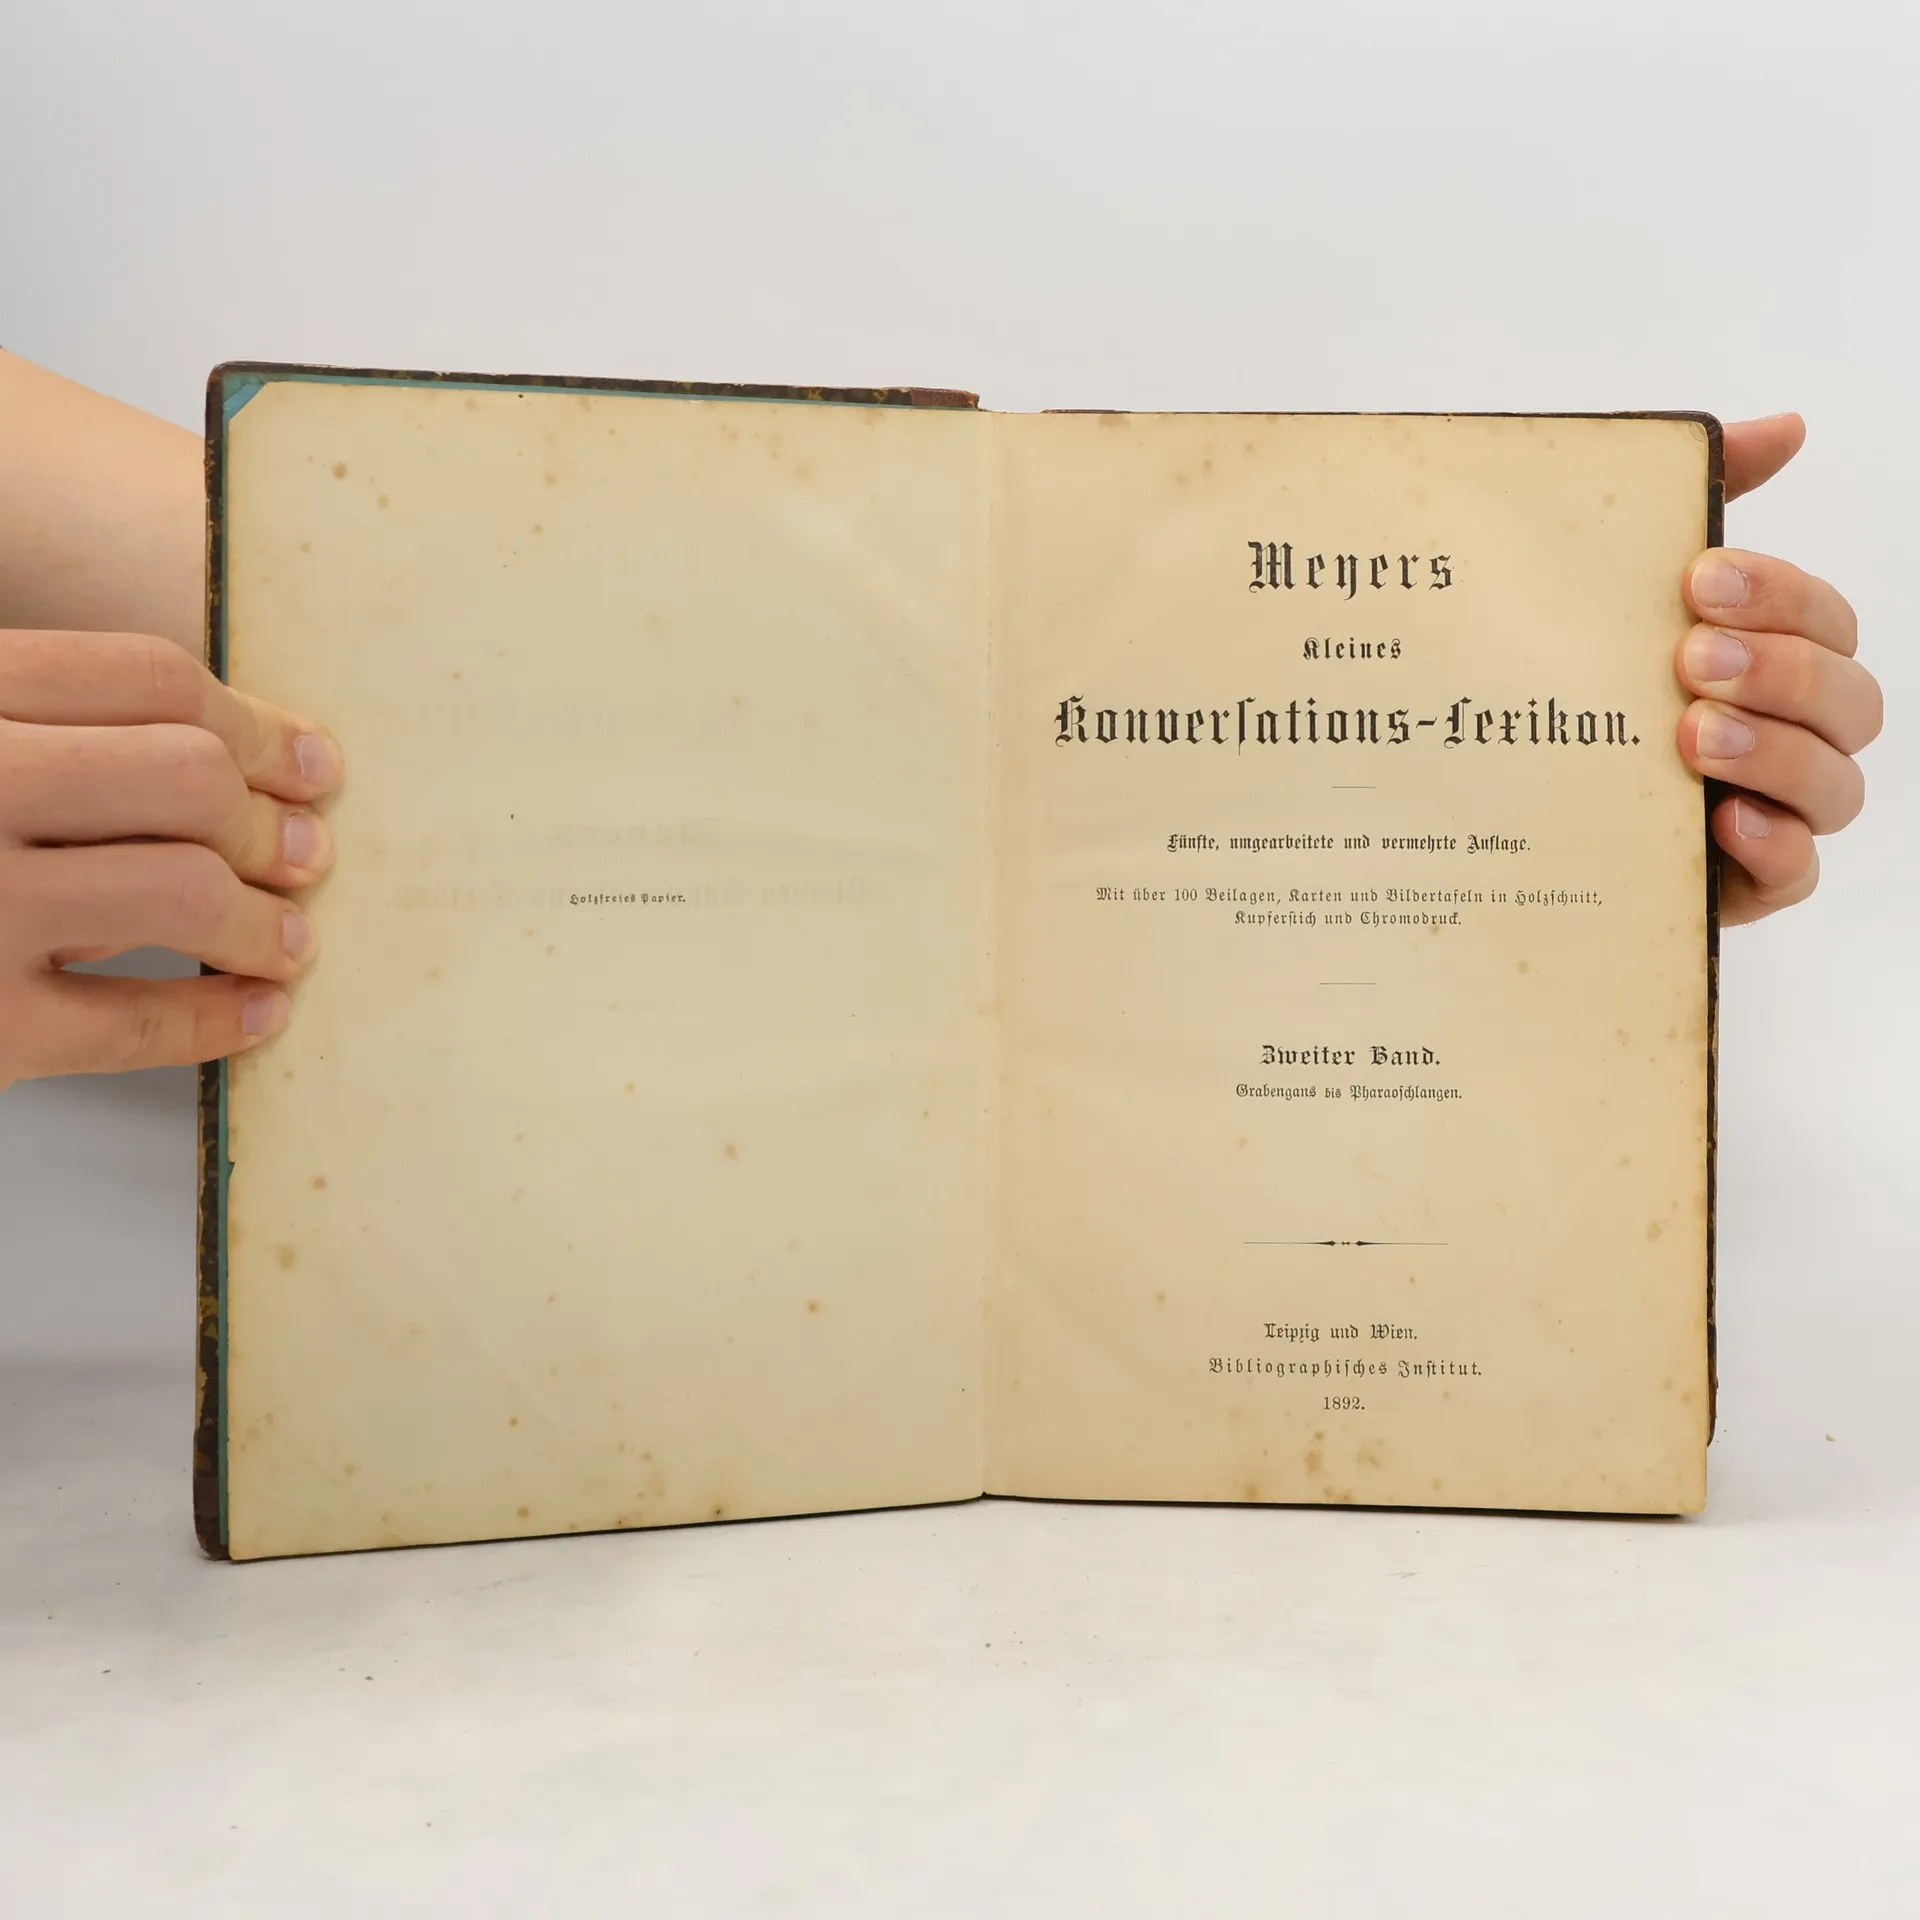 Holzfreies Papier.
Meyers
Kleines
Konverſations-Lexikon.
Fünfte, umgearbeitete und vermehrte Auflage.
Mit über 100 Beilagen, Karten und Bildertafeln in Holzſchnitt,
Kupferſtich und Chromodruck.
Zweiter Band.
Grabengans bis Pharaoſchlangen.
Leipzig und Wien.
Bibliographiſches Inſtitut.
1892.